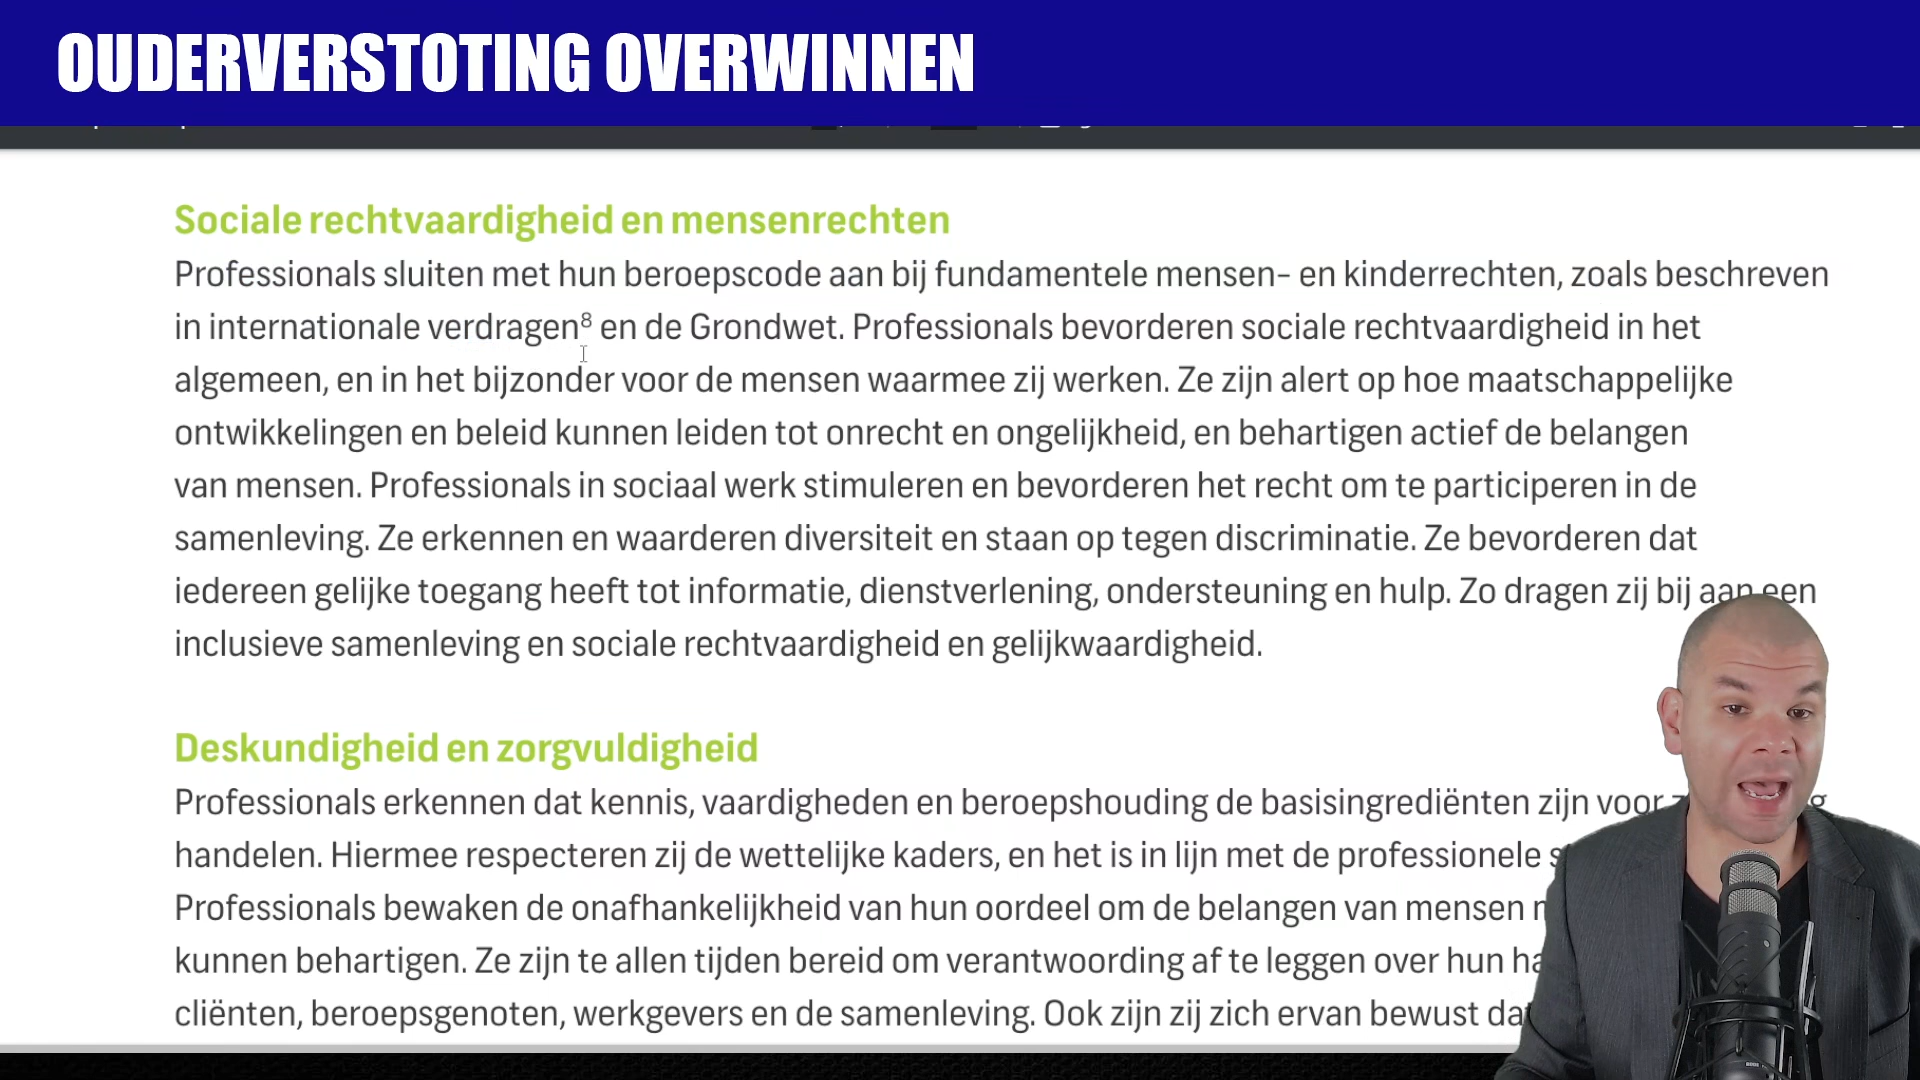 OUDERVERSTOTING OVERWINNEN
Sociale rechtvaardigheid en mensenrechten
Professionals sluiten met hun beroepscode aan bij fundamentele mensen- en kinderrechten, zoals beschreven
in internationale verdragen⁸ en de Grondwet. Professionals bevorderen sociale rechtvaardigheid in het
algemeen, en in het bijzonder voor de mensen waarmee zij werken. Ze zijn alert op hoe maatschappelijke
ontwikkelingen en beleid kunnen leiden tot onrecht en ongelijkheid, en behartigen actief de belangen
van mensen. Professionals in sociaal werk stimuleren en bevorderen het recht om te participeren in de
samenleving. Ze erkennen en waarderen diversiteit en staan op tegen discriminatie. Ze bevorderen dat
iedereen gelijke toegang heeft tot informatie, dienstverlening, ondersteuning en hulp. Zo dragen zij bij aan een
inclusieve samenleving en sociale rechtvaardigheid en gelijkwaardigheid.
Deskundigheid en zorgvuldigheid
Professionals erkennen dat kennis, vaardigheden en beroepshouding de basisingrediënten zijn voor
handelen. Hiermee respecteren zij de wettelijke kaders, en het is in lijn met de professionele
Professionals bewaken de onafhankelijkheid van hun oordeel om de belangen van mensen
kunnen behartigen. Ze zijn te allen tijden bereid om verantwoording af te leggen over hun
cliënten, beroepsgenoten, werkgevers en de samenleving. Ook zijn zij zich ervan bewust